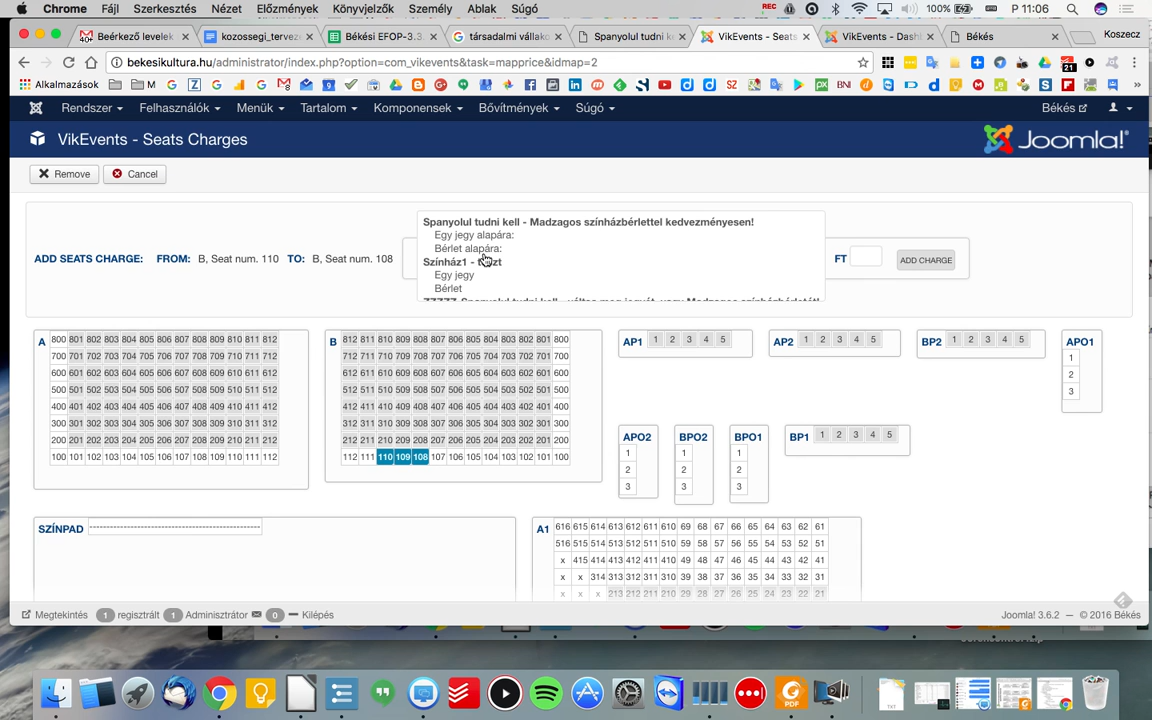 Chrome Fájl Szerkesztés Nézet Előzmények Könyvjelzők Személy Ablak Súgó REC 100% P 11:06
40+ Beérkező levelek kozossegi_tervez Békési EFOP-3.3. társadalmi vállako Spanyolul tudni ke VikEvents - Seats VikEvents - Dashb Békés Koszecz
bekesikultura.hu/administrator/index.php?option=com_vikevents&task=mapprice&idmap=2
Alkalmazások M
Rendszer Felhasználók Menük Tartalom Komponensek Bővítmények Súgó Békés
VikEvents - Seats Charges Joomla!®
Remove Cancel
Spanyolul tudni kell - Madzagos színházbérlettel kedvezményesen!
Egy jegy alapára:
Bérlet alapára:
ADD SEATS CHARGE: FROM: B, Seat num. 110 TO: B, Seat num. 108 FT ADD CHARGE
Színház1 -
Egy jegy
Bérlet
A
800 801 802 803 804 805 806 807 808 809 810 811 812
700 701 702 703 704 705 706 707 708 709 710 711 712
600 601 602 603 604 605 606 607 608 609 610 611 612
500 501 502 503 504 505 506 507 508 509 510 511 512
400 401 402 403 404 405 406 407 408 409 410 411 412
300 301 302 303 304 305 306 307 308 309 310 311 312
200 201 202 203 204 205 206 207 208 209 210 211 212
100 101 102 103 104 105 106 107 108 109 110 111 112
B
812 811 810 809 808 807 806 805 804 803 802 801 800
712 711 710 709 708 707 706 705 704 703 702 701 700
612 611 610 609 608 607 606 605 604 603 602 601 600
512 511 510 509 508 507 506 505 504 503 502 501 500
412 411 410 409 408 407 406 405 404 403 402 401 400
312 311 310 309 308 307 306 305 304 303 302 301 300
212 211 210 209 208 207 206 205 204 203 202 201 200
112 111 110 109 108 107 106 105 104 103 102 101 100
AP1 1 2 3 4 5
AP2 1 2 3 4 5
BP2 1 2 3 4 5
APO1
1
2
3
APO2
1
2
3
BPO2
1
2
3
BPO1
1
2
3
BP1 1 2 3 4 5
SZÍNPAD
A1
616 615 614 613 612 611 610 69 68 67 66 65 64 63 62 61
516 515 514 513 512 511 510 59 58 57 56 55 54 53 52 51
x 415 414 413 412 411 410 49 48 47 46 45 44 43 42 41
x x 314 313 312 311 310 39 38 37 36 35 34 33 32 31
x x x 213 212 211 210 29 28 27 26 25 24 23 22 21
Megtekintés 1 regisztrált 1 Adminisztrátor 0 Kilépés Joomla! 3.6.2 — © 2016 Békés